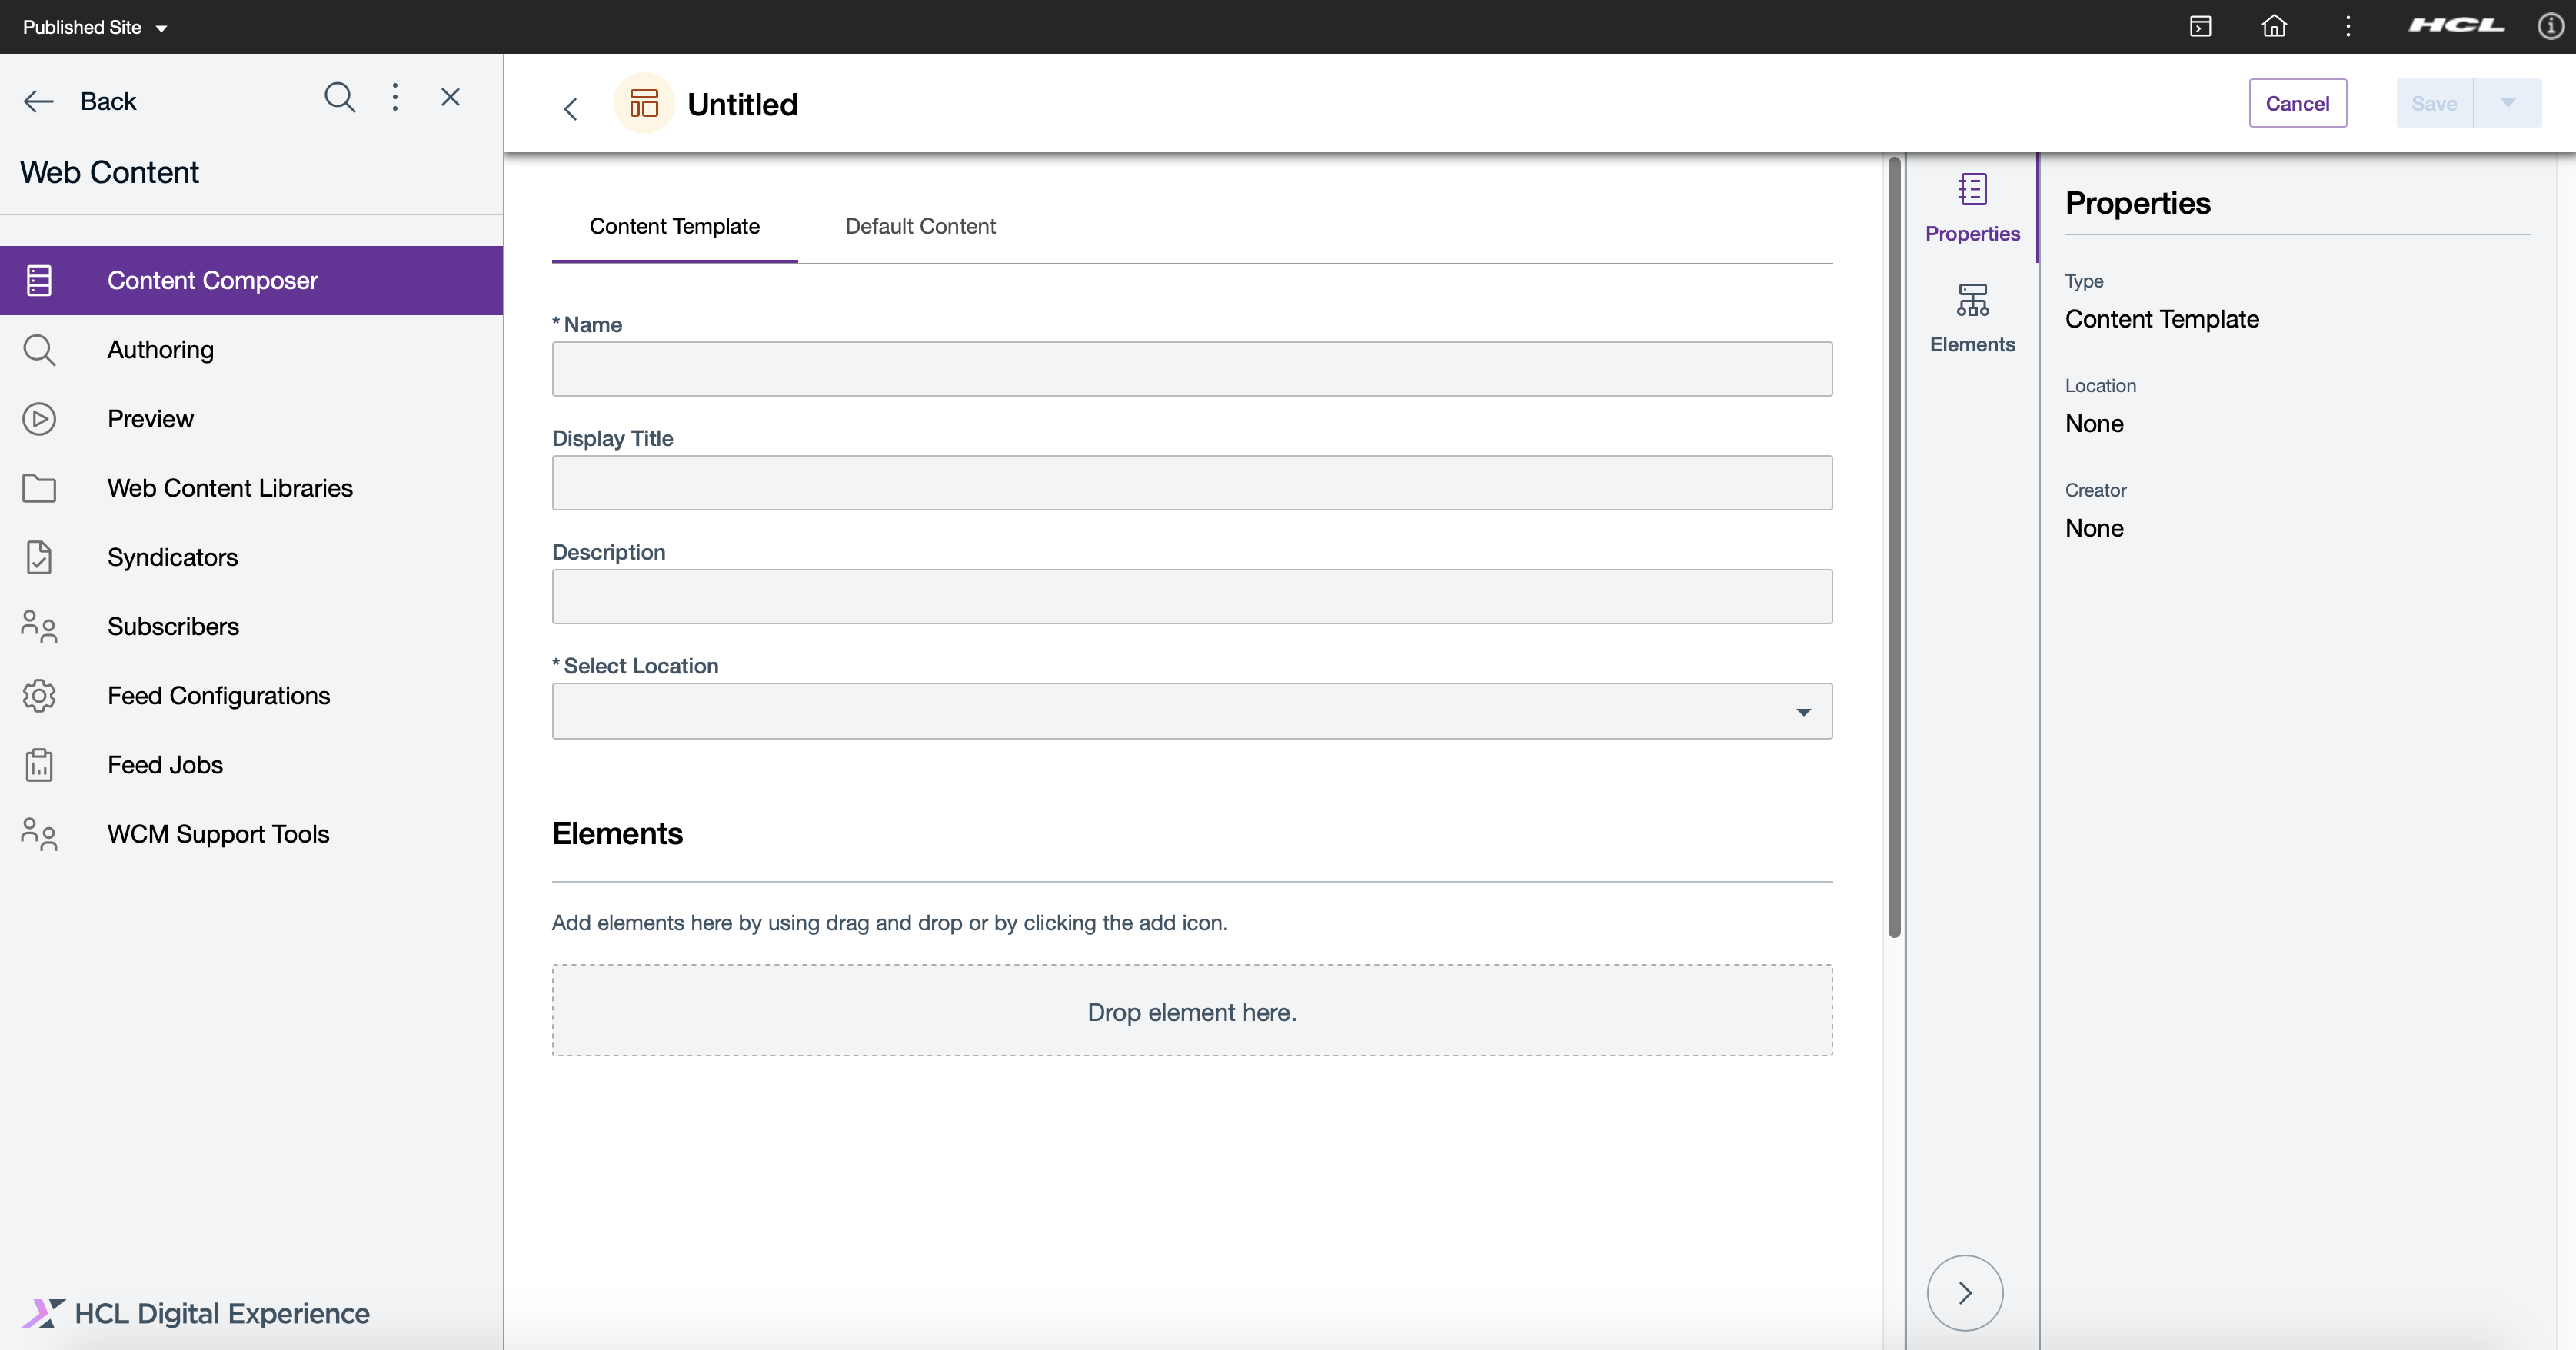 Published Site
HCL
Back
Web Content
Content Composer
Authoring
Preview
Web Content Libraries
Syndicators
Subscribers
Feed Configurations
Feed Jobs
WCM Support Tools
HCL Digital Experience
Untitled
Cancel
Save
Content Template
Default Content
* Name
Display Title
Description
* Select Location
Elements
Add elements here by using drag and drop or by clicking the add icon.
Drop element here.
Properties
Elements
Properties
Type
Content Template
Location
None
Creator
None